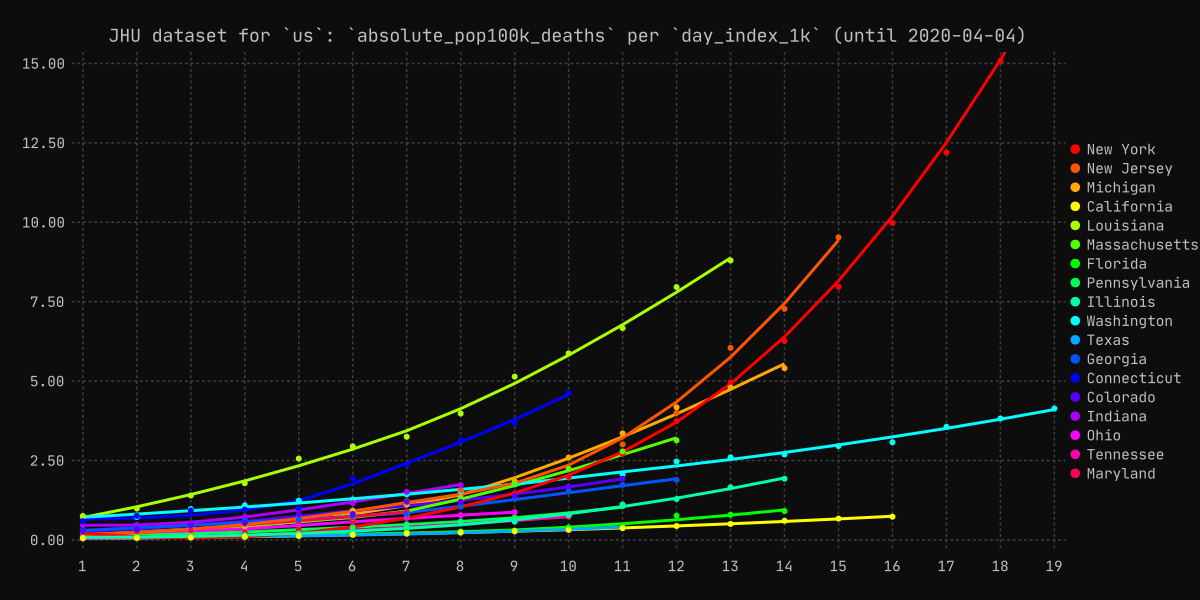 JHU dataset for `us`: `absolute_pop100k_deaths` per `day_index_1k` (until 2020-04-04)
15.00
12.50
10.00
7.50
5.00
2.50
0.00
1 2 3 4 5 6 7 8 9 10 11 12 13 14 15 16 17 18 19
New York
New Jersey
Michigan
California
Louisiana
Massachusetts
Florida
Pennsylvania
Illinois
Washington
Texas
Georgia
Connecticut
Colorado
Indiana
Ohio
Tennessee
Maryland